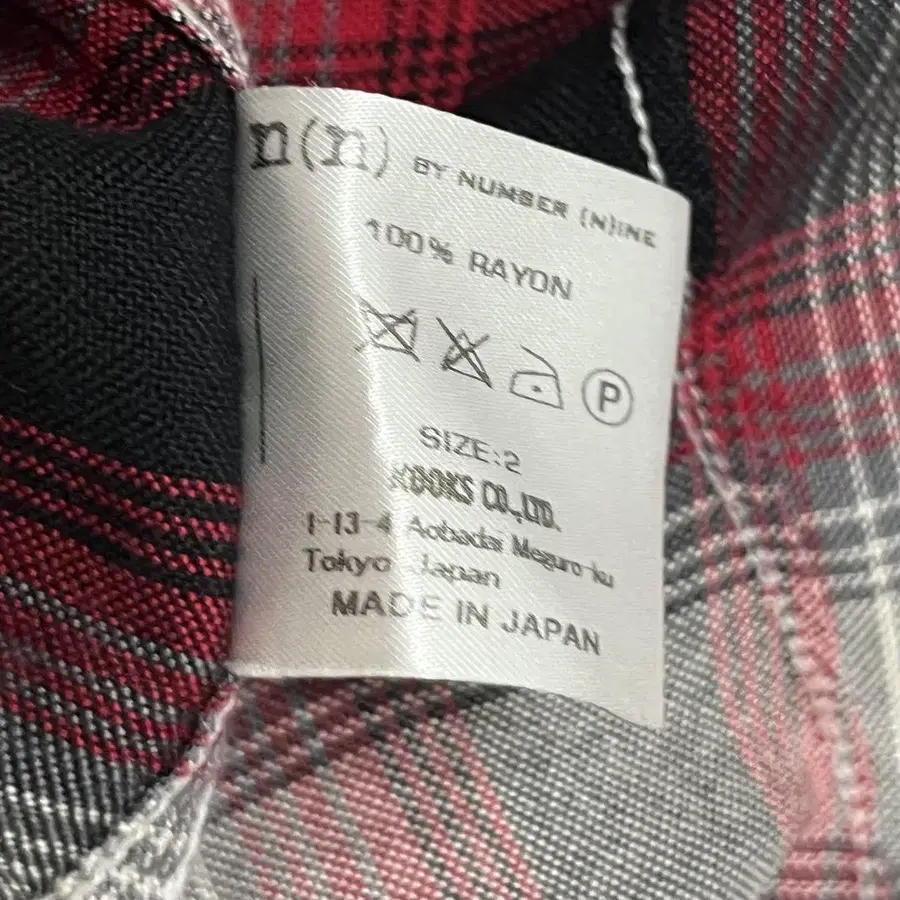 n(n) BY NUMBER (N)INE
100% RAYON
P
SIZE:2
KOOKS CO.,LTD.
1-13-4 Aobadai Meguro-ku
Tokyo Japan
MADE IN JAPAN